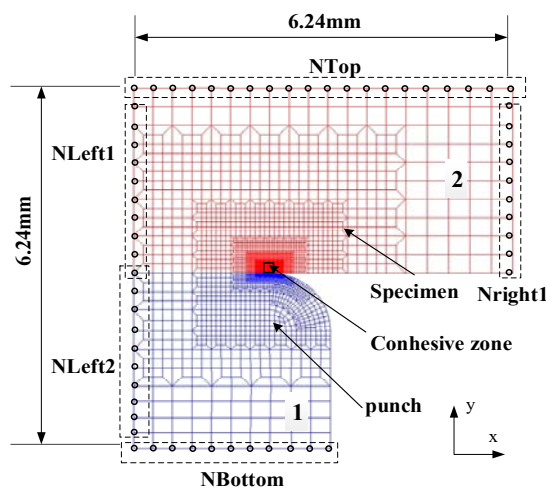 6.24mm
NTop
NLeft1
2
6.24mm
Specimen
Nright1
NLeft2
Conhesive zone
punch
1
y
x
NBottom